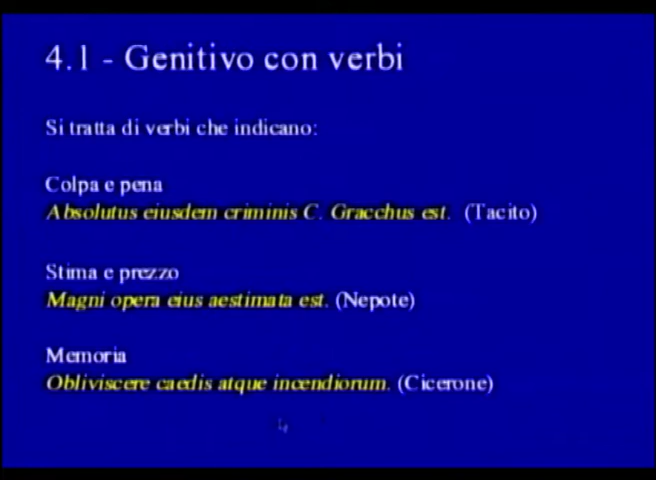 4.1 - Genitivo con verbi
Si tratta di verbi che indicano:
Colpa e pena
Absolutus eiusdem criminis C. Gracchus est. (Tacito)
Stima e prezzo
Magni opera eius aestimata est. (Nepote)
Memoria
Obliviscere caedis atque incendiorum. (Cicerone)